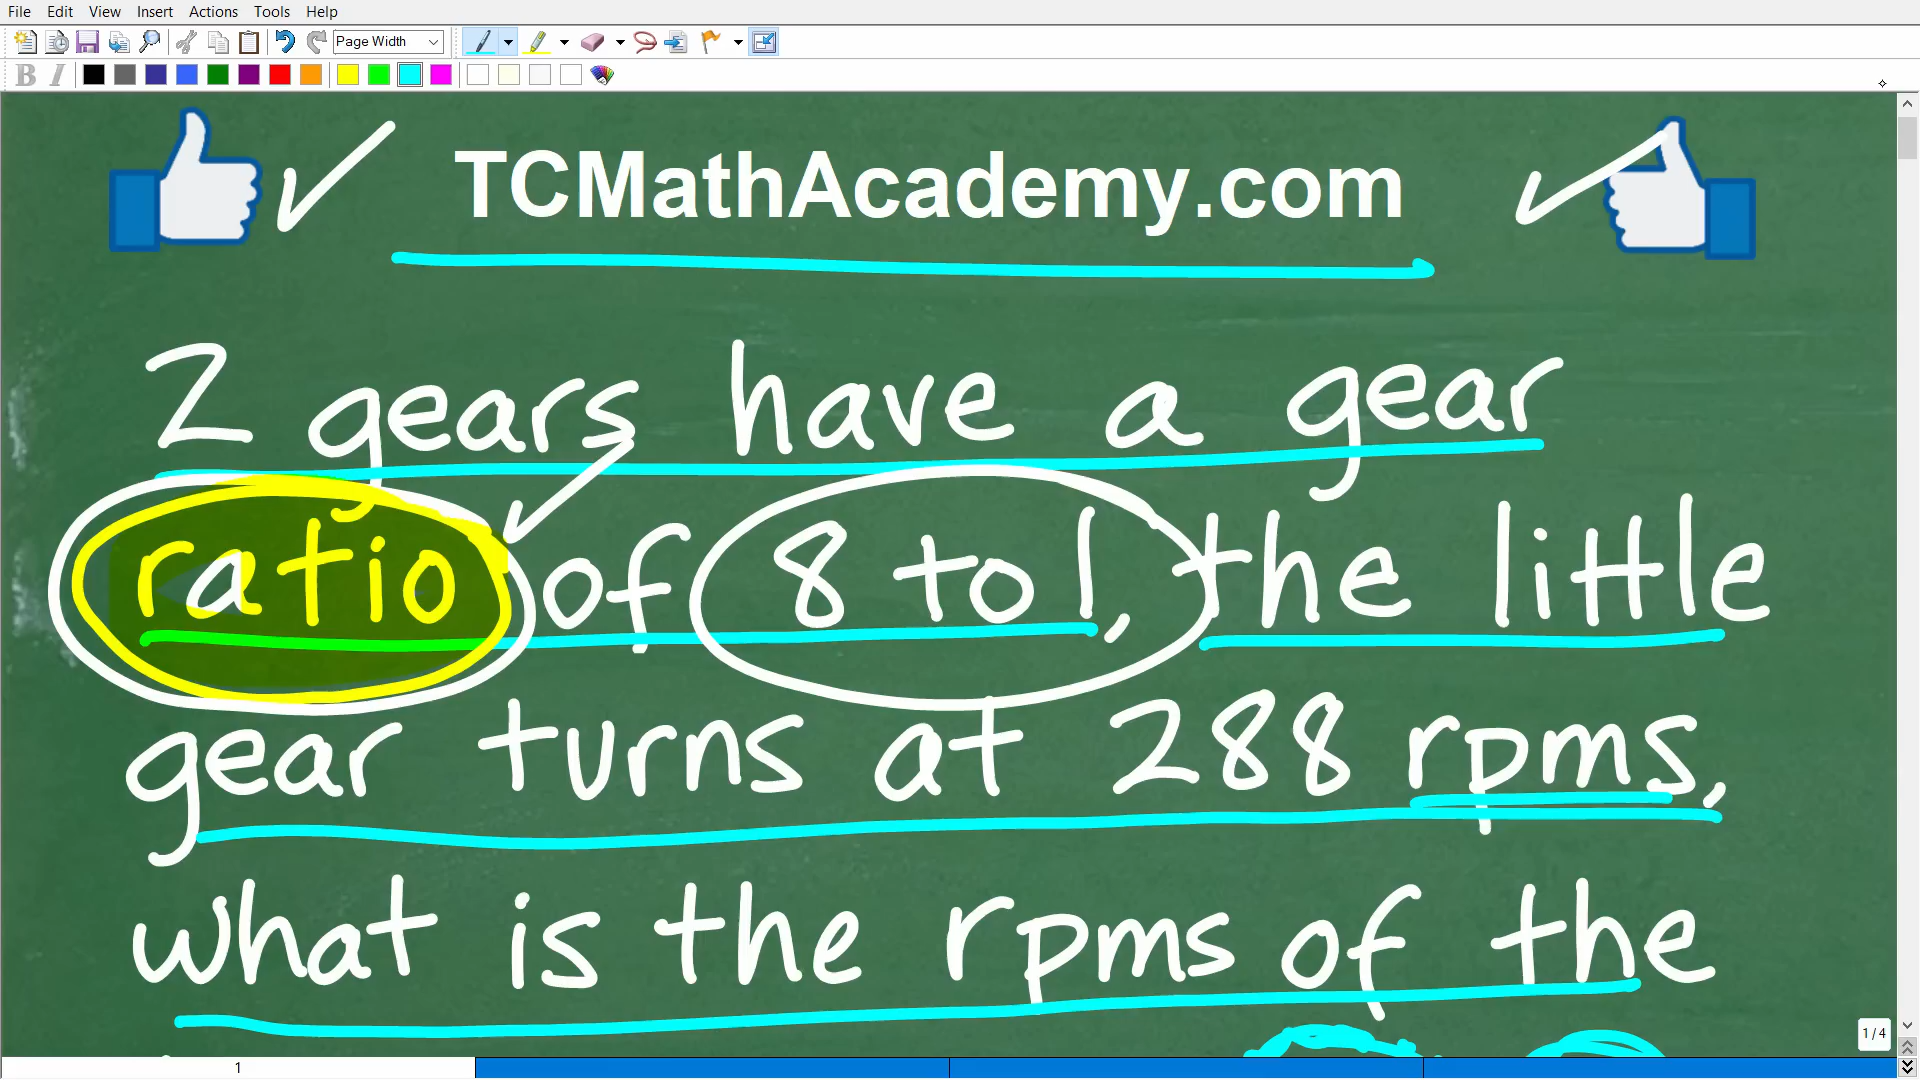 File Edit View Insert Actions Tools Help
Page Width
B I
TCMathAcademy.com
2 gears have a gear
ratio of 8 to 1, the little
gear turns at 288 rpms,
what is the rpms of the
1 / 4
1